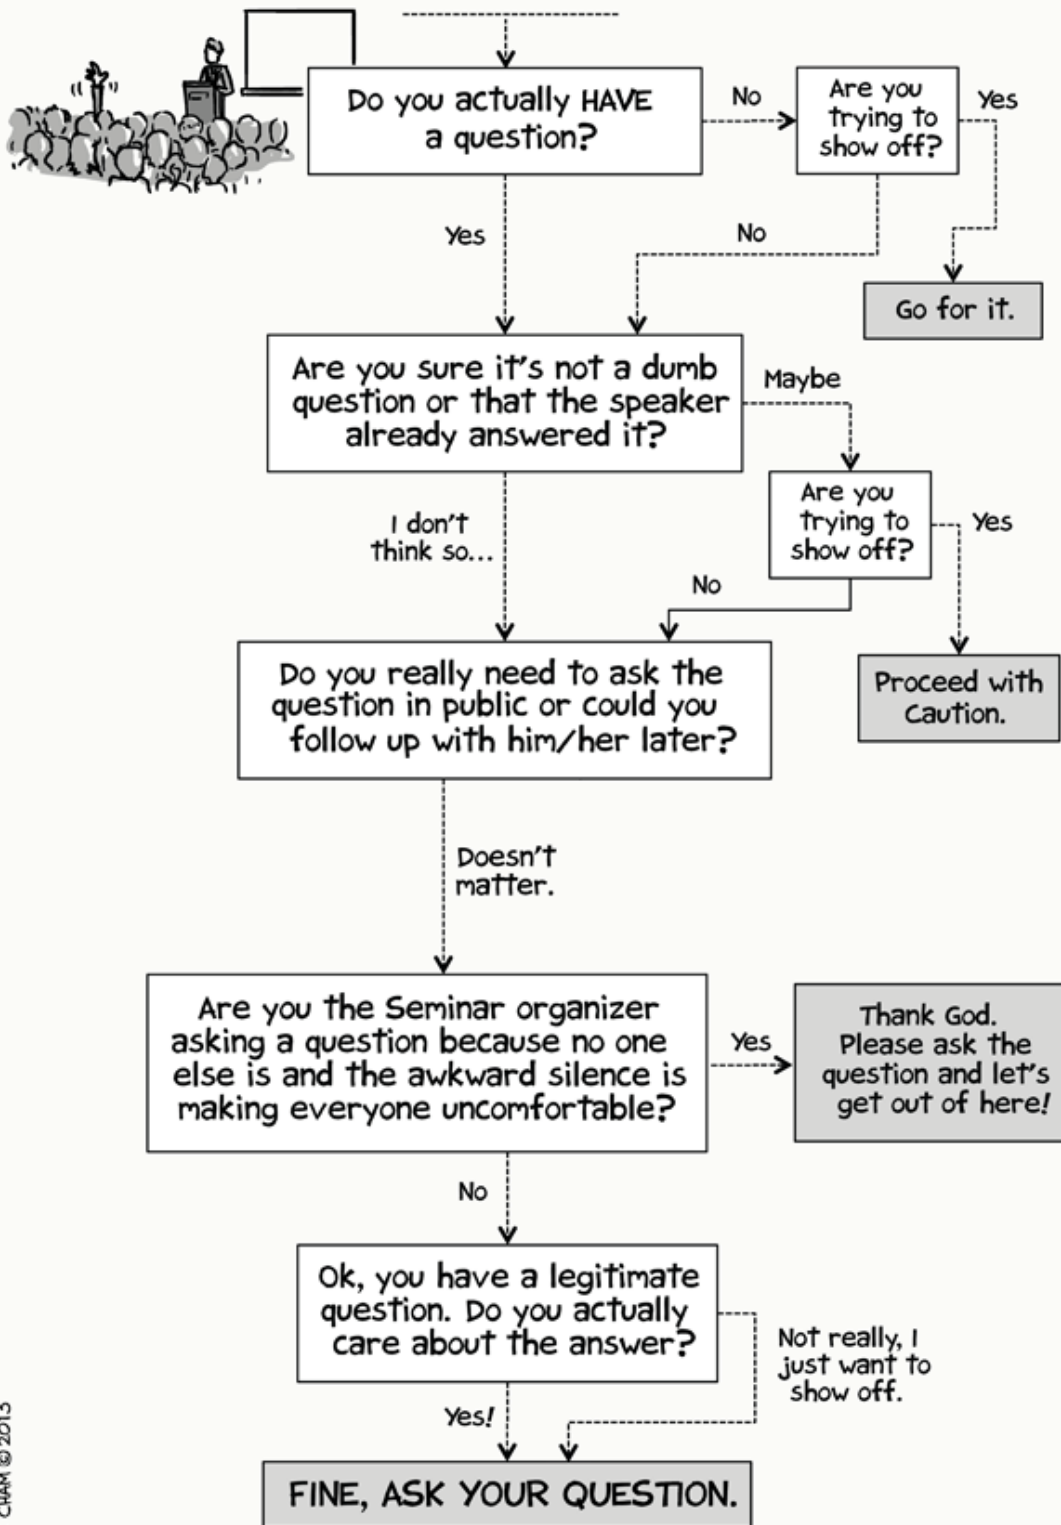 Do you actually HAVE
a question?
No
Are you
trying to
show off?
Yes
Yes
No
Go for it.
Are you sure it's not a dumb
question or that the speaker
already answered it?
Maybe
I don't
think so...
Are you
trying to
show off?
Yes
No
Do you really need to ask the
question in public or could you
follow up with him/her later?
Proceed with
Caution.
Doesn't
matter.
Are you the Seminar organizer
asking a question because no one
else is and the awkward silence is
making everyone uncomfortable?
Yes
Thank God.
Please ask the
question and let's
get out of here!
No
Ok, you have a legitimate
question. Do you actually
care about the answer?
Not really, I
just want to
show off.
Yes!
FINE, ASK YOUR QUESTION.
CHAM © 2013